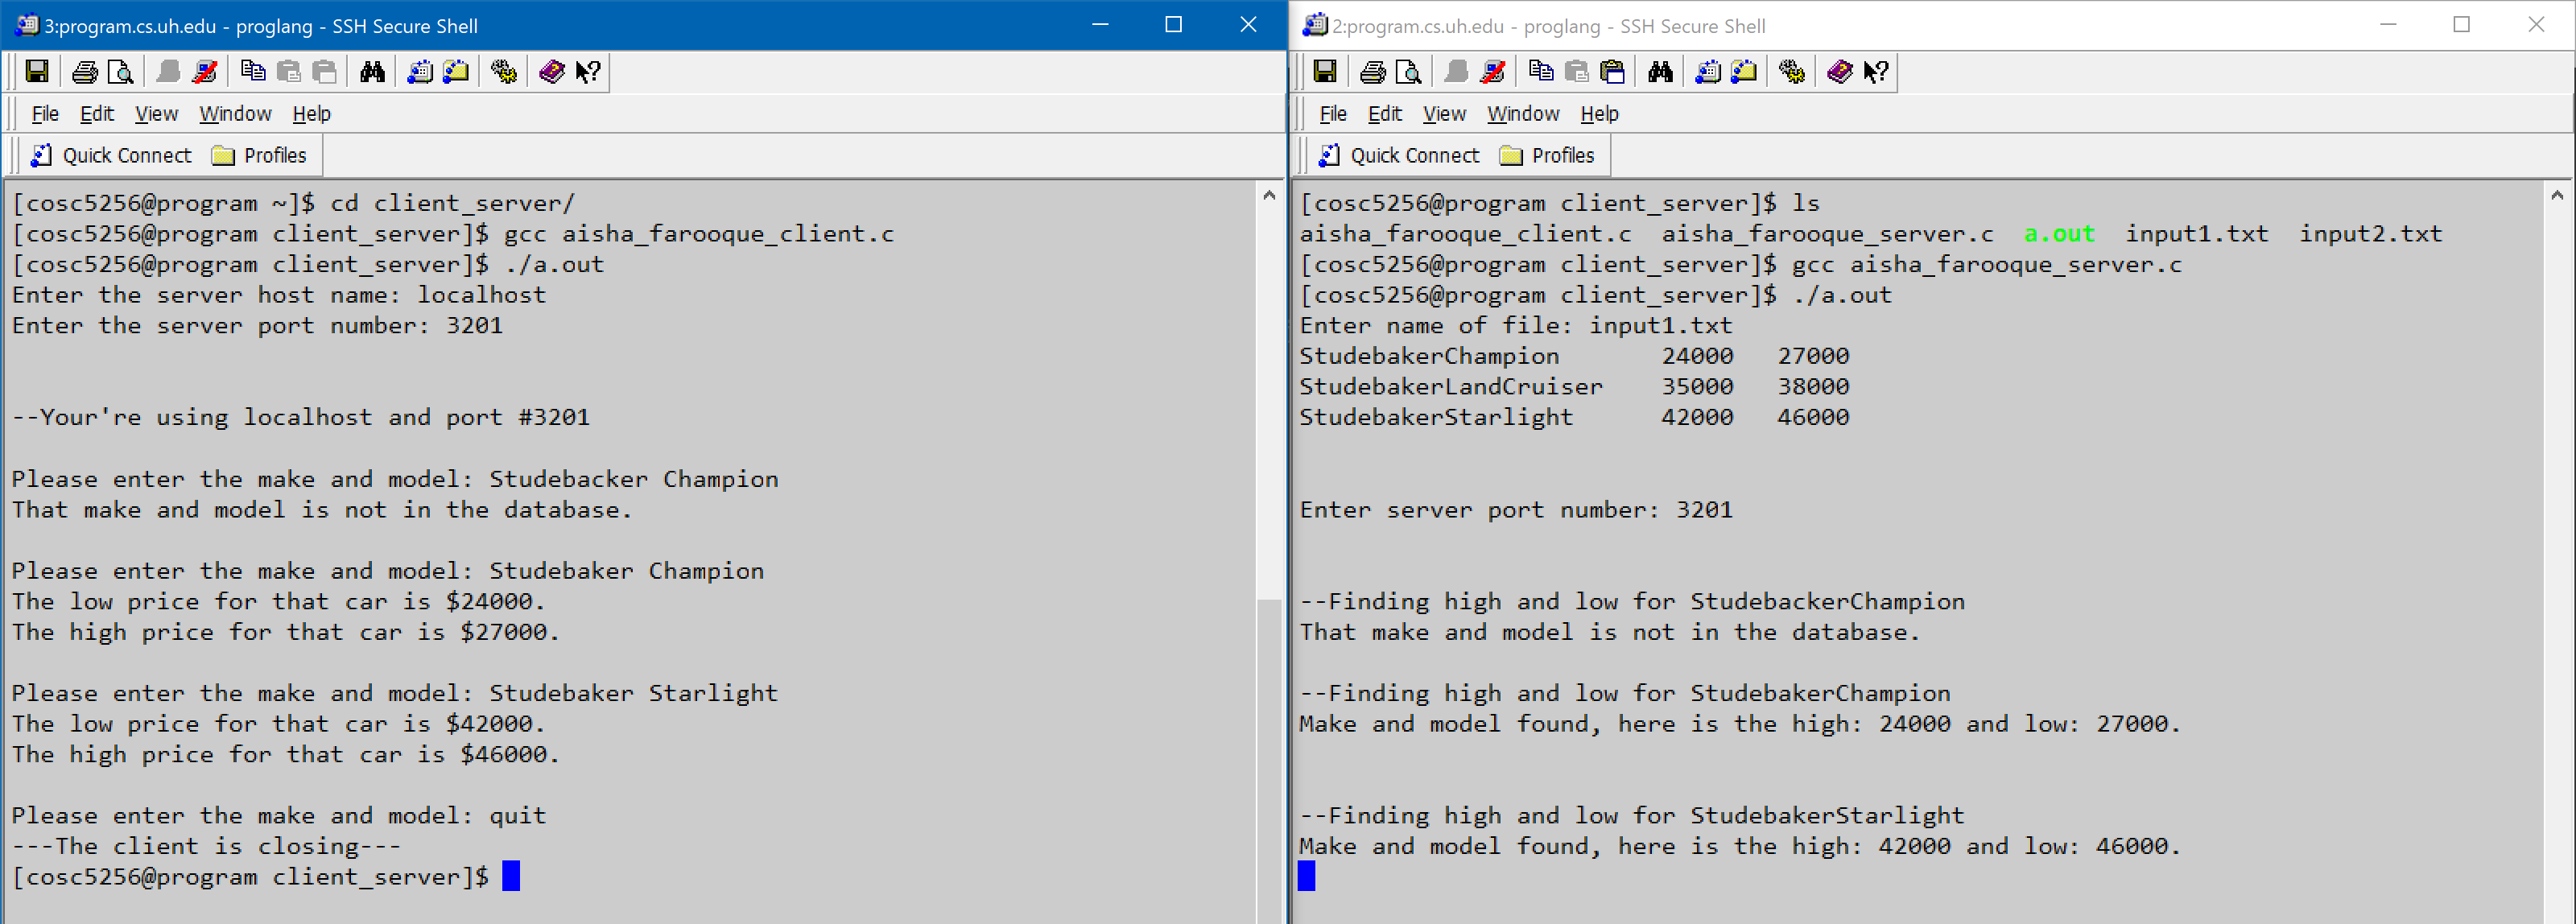 3:program.cs.uh.edu - proglang - SSH Secure Shell
File Edit View Window Help
Quick Connect Profiles
[cosc5256@program ~]$ cd client_server/
[cosc5256@program client_server]$ gcc aisha_farooque_client.c
[cosc5256@program client_server]$ ./a.out
Enter the server host name: localhost
Enter the server port number: 3201
--Your're using localhost and port #3201
Please enter the make and model: Studebacker Champion
That make and model is not in the database.
Please enter the make and model: Studebaker Champion
The low price for that car is $24000.
The high price for that car is $27000.
Please enter the make and model: Studebaker Starlight
The low price for that car is $42000.
The high price for that car is $46000.
Please enter the make and model: quit
---The client is closing---
[cosc5256@program client_server]$
2:program.cs.uh.edu - proglang - SSH Secure Shell
File Edit View Window Help
Quick Connect Profiles
[cosc5256@program client_server]$ ls
aisha_farooque_client.c aisha_farooque_server.c a.out input1.txt input2.txt
[cosc5256@program client_server]$ gcc aisha_farooque_server.c
[cosc5256@program client_server]$ ./a.out
Enter name of file: input1.txt
StudebakerChampion 24000 27000
StudebakerLandCruiser 35000 38000
StudebakerStarlight 42000 46000
Enter server port number: 3201
--Finding high and low for StudebackerChampion
That make and model is not in the database.
--Finding high and low for StudebakerChampion
Make and model found, here is the high: 24000 and low: 27000.
--Finding high and low for StudebakerStarlight
Make and model found, here is the high: 42000 and low: 46000.